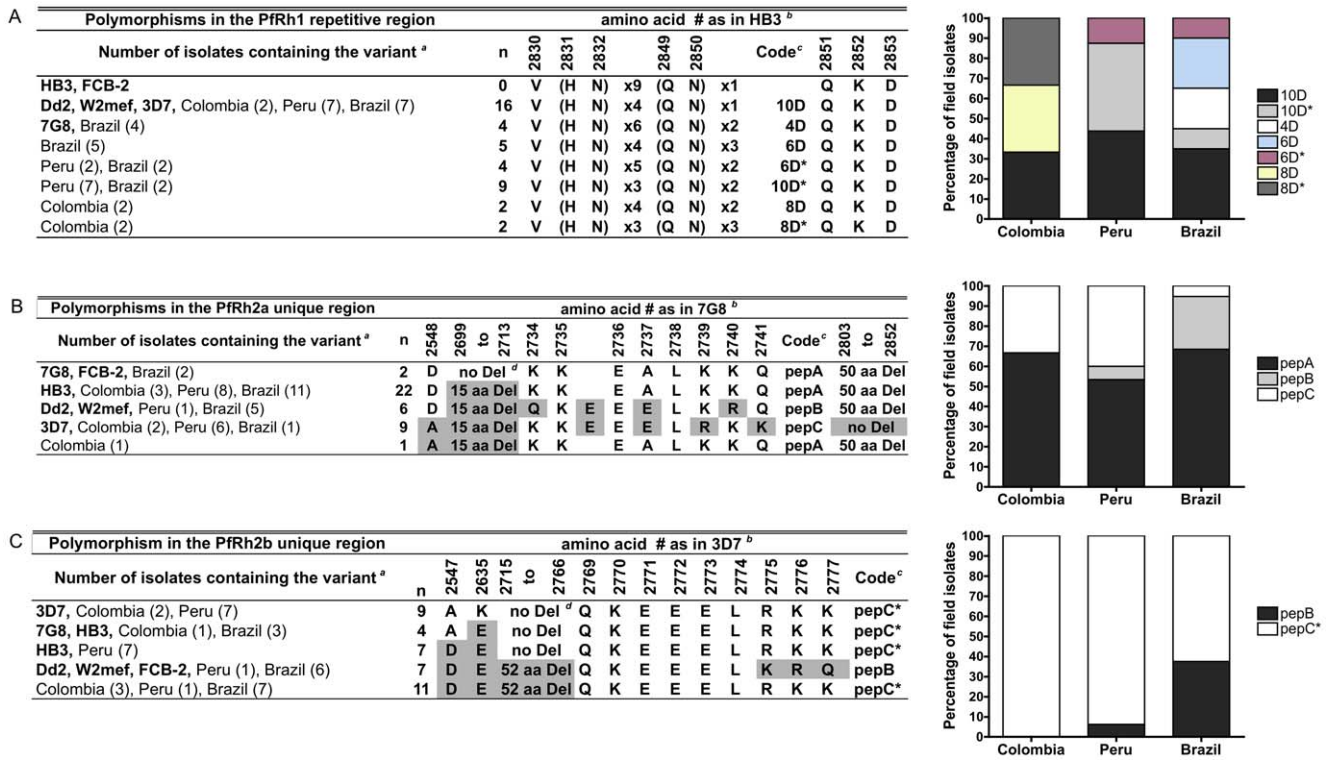 A
Polymorphisms in the PfRh1 repetitive region amino acid # as in HB3 b
Number of isolates containing the variant a n 2830 2831 2832 2849 2850 Code c 2851 2852 2853
HB3, FCB-2 0 V (H N) x9 (Q N) x1 Q K D
Dd2, W2mef, 3D7, Colombia (2), Peru (7), Brazil (7) 16 V (H N) x4 (Q N) x1 10D Q K D
7G8, Brazil (4) 4 V (H N) x6 (Q N) x2 4D Q K D
Brazil (5) 5 V (H N) x4 (Q N) x3 6D Q K D
Peru (2), Brazil (2) 4 V (H N) x5 (Q N) x2 6D* Q K D
Peru (7), Brazil (2) 9 V (H N) x3 (Q N) x2 10D* Q K D
Colombia (2) 2 V (H N) x4 (Q N) x2 8D Q K D
Colombia (2) 2 V (H N) x3 (Q N) x3 8D* Q K D
Percentage of field isolates
100
90
80
70
60
50
40
30
20
10
0
Colombia Peru Brazil
10D
10D*
4D
6D
6D*
8D
8D*
B
Polymorphisms in the PfRh2a unique region amino acid # as in 7G8 b
Number of isolates containing the variant a n 2548 2699 to 2713 2734 2735 2736 2737 2738 2739 2740 2741 Code c 2803 to 2852
7G8, FCB-2, Brazil (2) 2 D no Del d K K E A L K K Q pepA 50 aa Del
HB3, Colombia (3), Peru (8), Brazil (11) 22 D 15 aa Del K K E A L K K Q pepA 50 aa Del
Dd2, W2mef, Peru (1), Brazil (5) 6 D 15 aa Del Q K E E E L K R Q pepB 50 aa Del
3D7, Colombia (2), Peru (6), Brazil (1) 9 A 15 aa Del K K E E E L R K K pepC no Del
Colombia (1) 1 A 15 aa Del K K E A L K K Q pepA 50 aa Del
Percentage of field isolates
100
90
80
70
60
50
40
30
20
10
0
Colombia Peru Brazil
pepA
pepB
pepC
C
Polymorphism in the PfRh2b unique region amino acid # as in 3D7 b
Number of isolates containing the variant a n 2547 2635 2715 to 2766 2769 2770 2771 2772 2773 2774 2775 2776 2777 Code c
3D7, Colombia (2), Peru (7) 9 A K no Del d Q K E E E L R K K pepC*
7G8, HB3, Colombia (1), Brazil (3) 4 A E no Del Q K E E E L R K K pepC*
HB3, Peru (7) 7 D E no Del Q K E E E L R K K pepC*
Dd2, W2mef, FCB-2, Peru (1), Brazil (6) 7 D E 52 aa Del Q K E E E L K R Q pepB
Colombia (3), Peru (1), Brazil (7) 11 D E 52 aa Del Q K E E E L R K K pepC*
Percentage of field isolates
100
90
80
70
60
50
40
30
20
10
0
Colombia Peru Brazil
pepB
pepC*